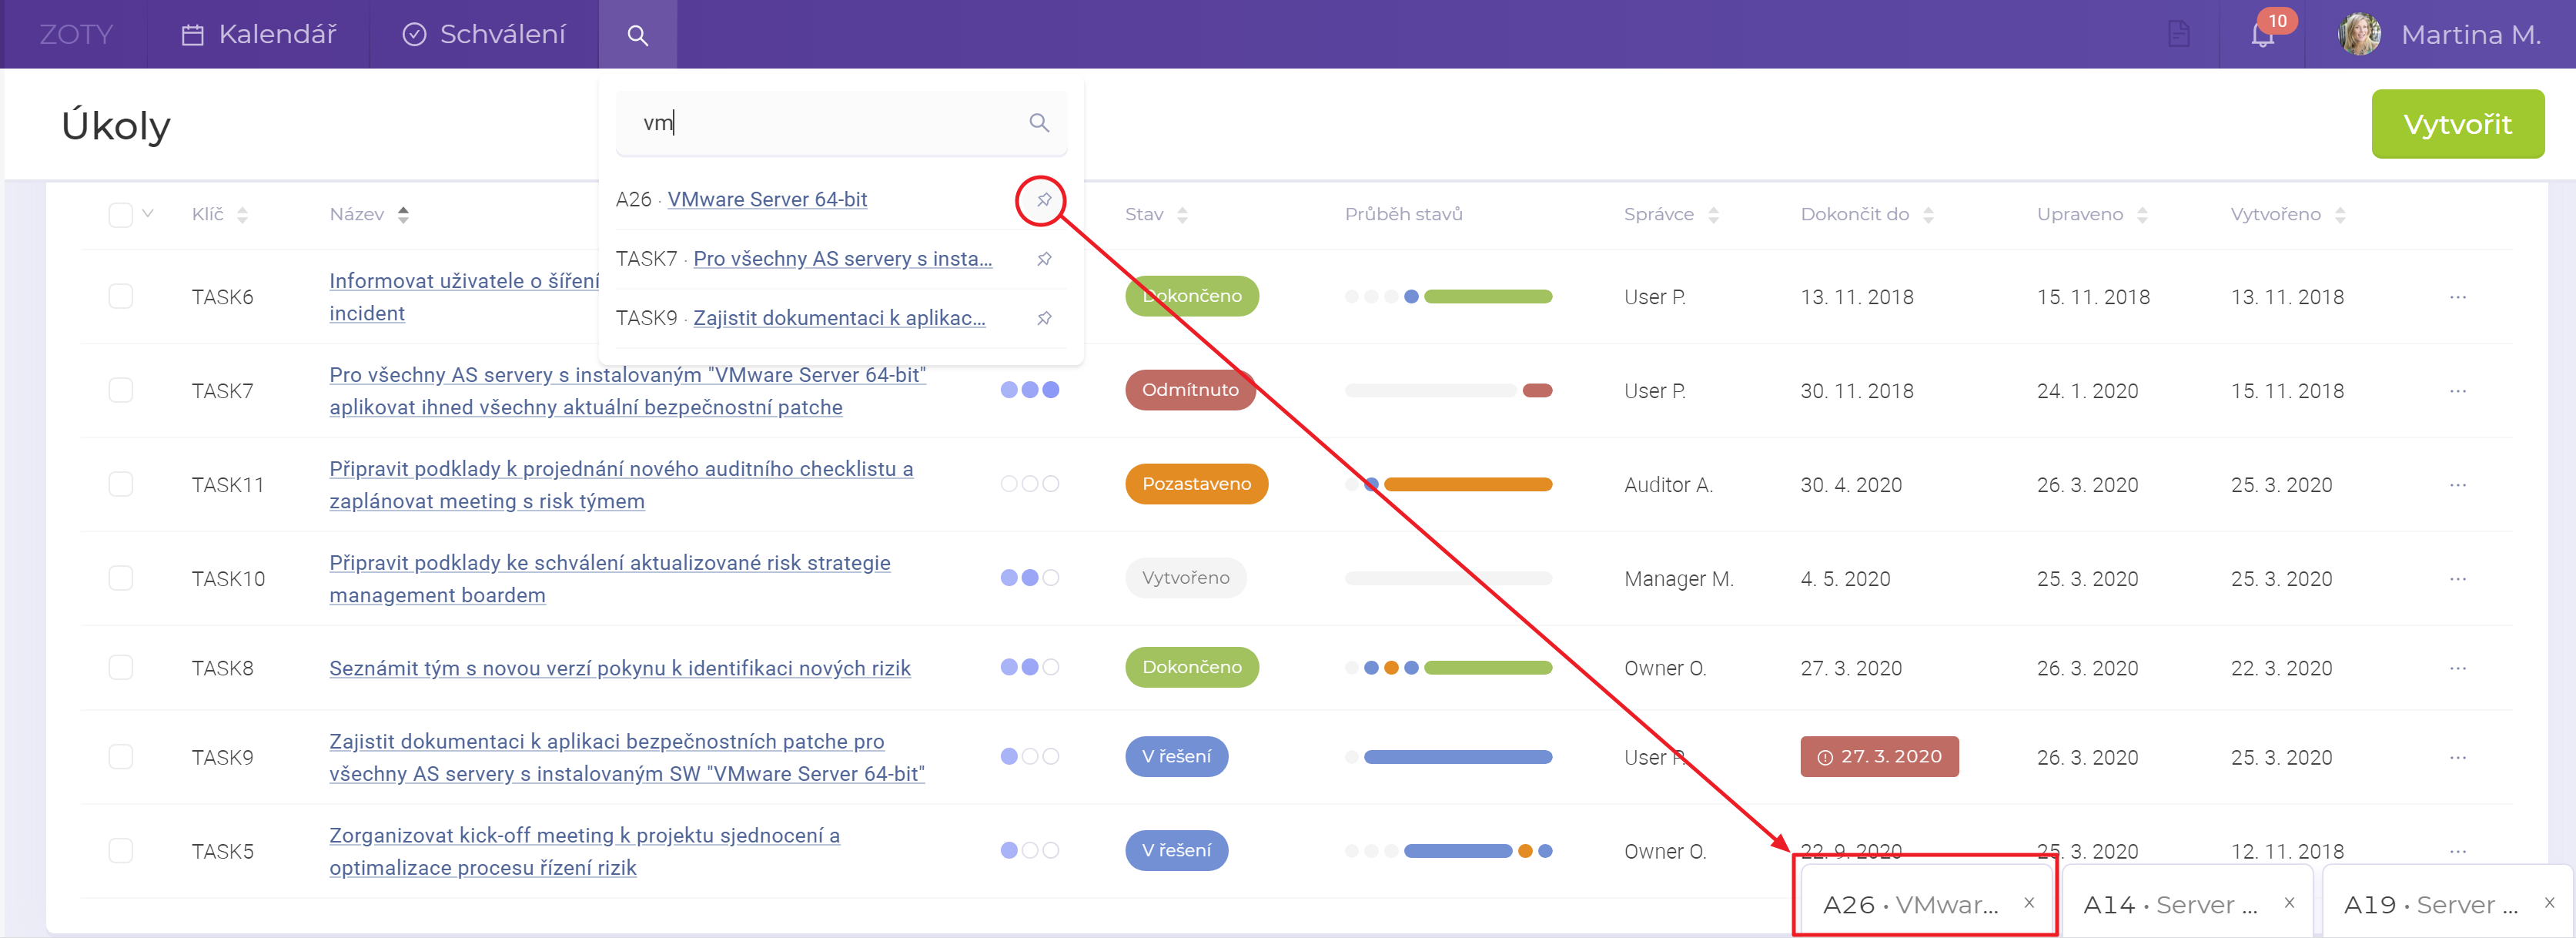 ZOTY
Kalendář
Schválení
10
Martina M.
Úkoly
Vytvořit
vm
A26 · VMware Server 64-bit
TASK7 · Pro všechny AS servery s insta...
TASK9 · Zajistit dokumentaci k aplikac...
Klíč
Název
Stav
Průběh stavů
Správce
Dokončit do
Upraveno
Vytvořeno
TASK6
Informovat uživatele o šíření
incident
Dokončeno
User P.
13. 11. 2018
15. 11. 2018
13. 11. 2018
...
TASK7
Pro všechny AS servery s instalovaným "VMware Server 64-bit"
aplikovat ihned všechny aktuální bezpečnostní patche
Odmítnuto
User P.
30. 11. 2018
24. 1. 2020
15. 11. 2018
...
TASK11
Připravit podklady k projednání nového auditního checklistu a
zaplánovat meeting s risk týmem
Pozastaveno
Auditor A.
30. 4. 2020
26. 3. 2020
25. 3. 2020
...
TASK10
Připravit podklady ke schválení aktualizované risk strategie
management boardem
Vytvořeno
Manager M.
4. 5. 2020
25. 3. 2020
25. 3. 2020
...
TASK8
Seznámit tým s novou verzí pokynu k identifikaci nových rizik
Dokončeno
Owner O.
27. 3. 2020
26. 3. 2020
22. 3. 2020
...
TASK9
Zajistit dokumentaci k aplikaci bezpečnostních patche pro
všechny AS servery s instalovaným SW "VMware Server 64-bit"
V řešení
User P.
27. 3. 2020
26. 3. 2020
25. 3. 2020
...
TASK5
Zorganizovat kick-off meeting k projektu sjednocení a
optimalizace procesu řízení rizik
V řešení
Owner O.
22. 9. 2020
25. 3. 2020
12. 11. 2018
...
A26 • VMwar... x
A14 • Server ... x
A19 • Server ... x